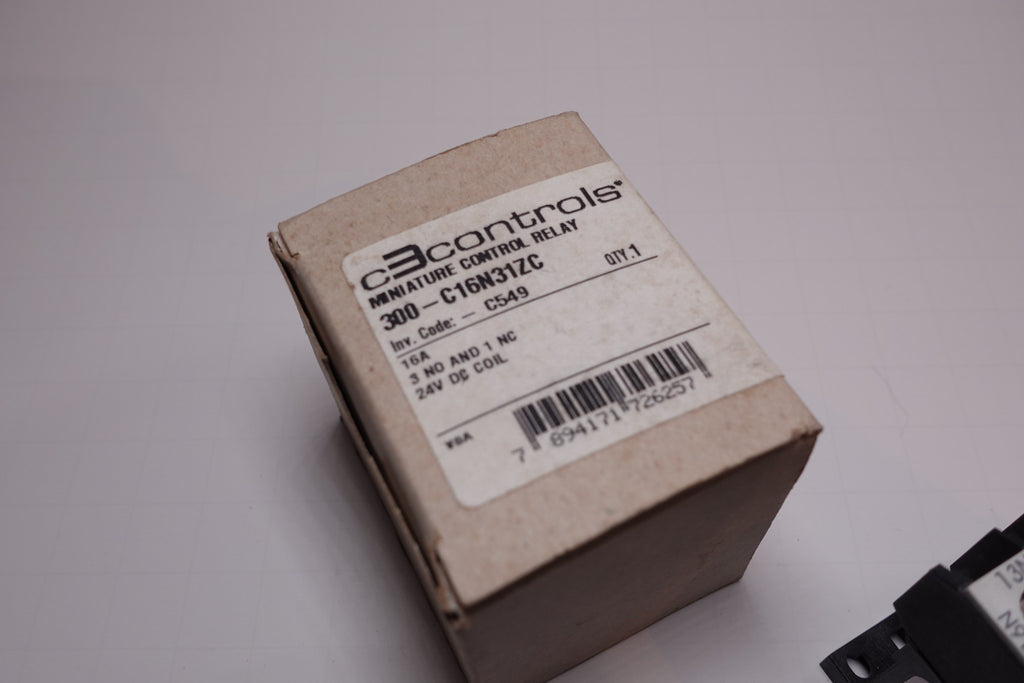 c3controls®
MINIATURE CONTROL RELAY
300-C16N31ZC
QTY.1
Inv. Code: - C549
16A
3 NO AND 1 NC
24V DC COIL
7 894171 726257